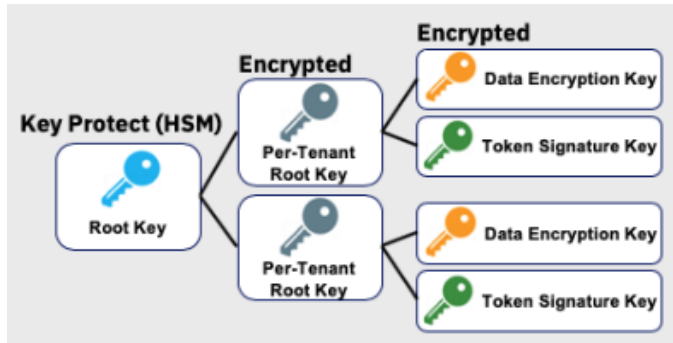 Encrypted
Encrypted
Data Encryption Key
Key Protect (HSM)
Per-Tenant
Root Key
Token Signature Key
Root Key
Data Encryption Key
Per-Tenant
Root Key
Token Signature Key